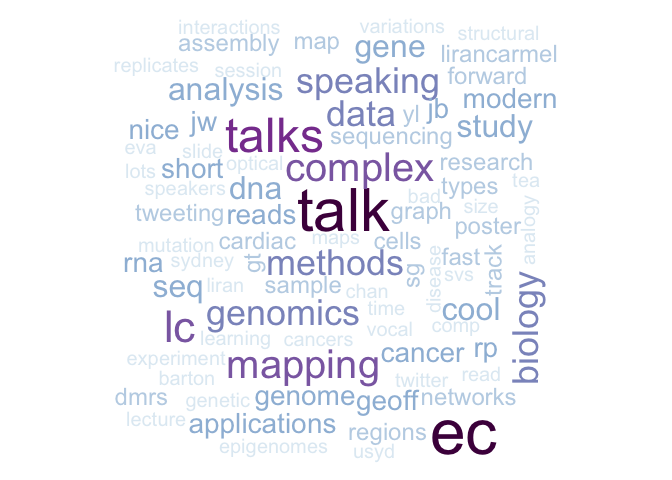 interactions variations structural
assembly map gene lirancarmel
replicates session speaking forward
analysis data yl jb modern
nice jw talks sequencing study
eva slide optical complex research
lots short
speakers dna talk bad types tea
tweeting reads graph size poster
mutation cardiac maps cells analogy
rna sydney gt methods sg fast track
seq liran sample chan disease svs
lc genomics time cool biology
learning cancers vocal comp
experiment mapping cancer rp
barton twitter read
dmrs genetic genome geoff networks
lecture applications regions ec
epigenomes usyd